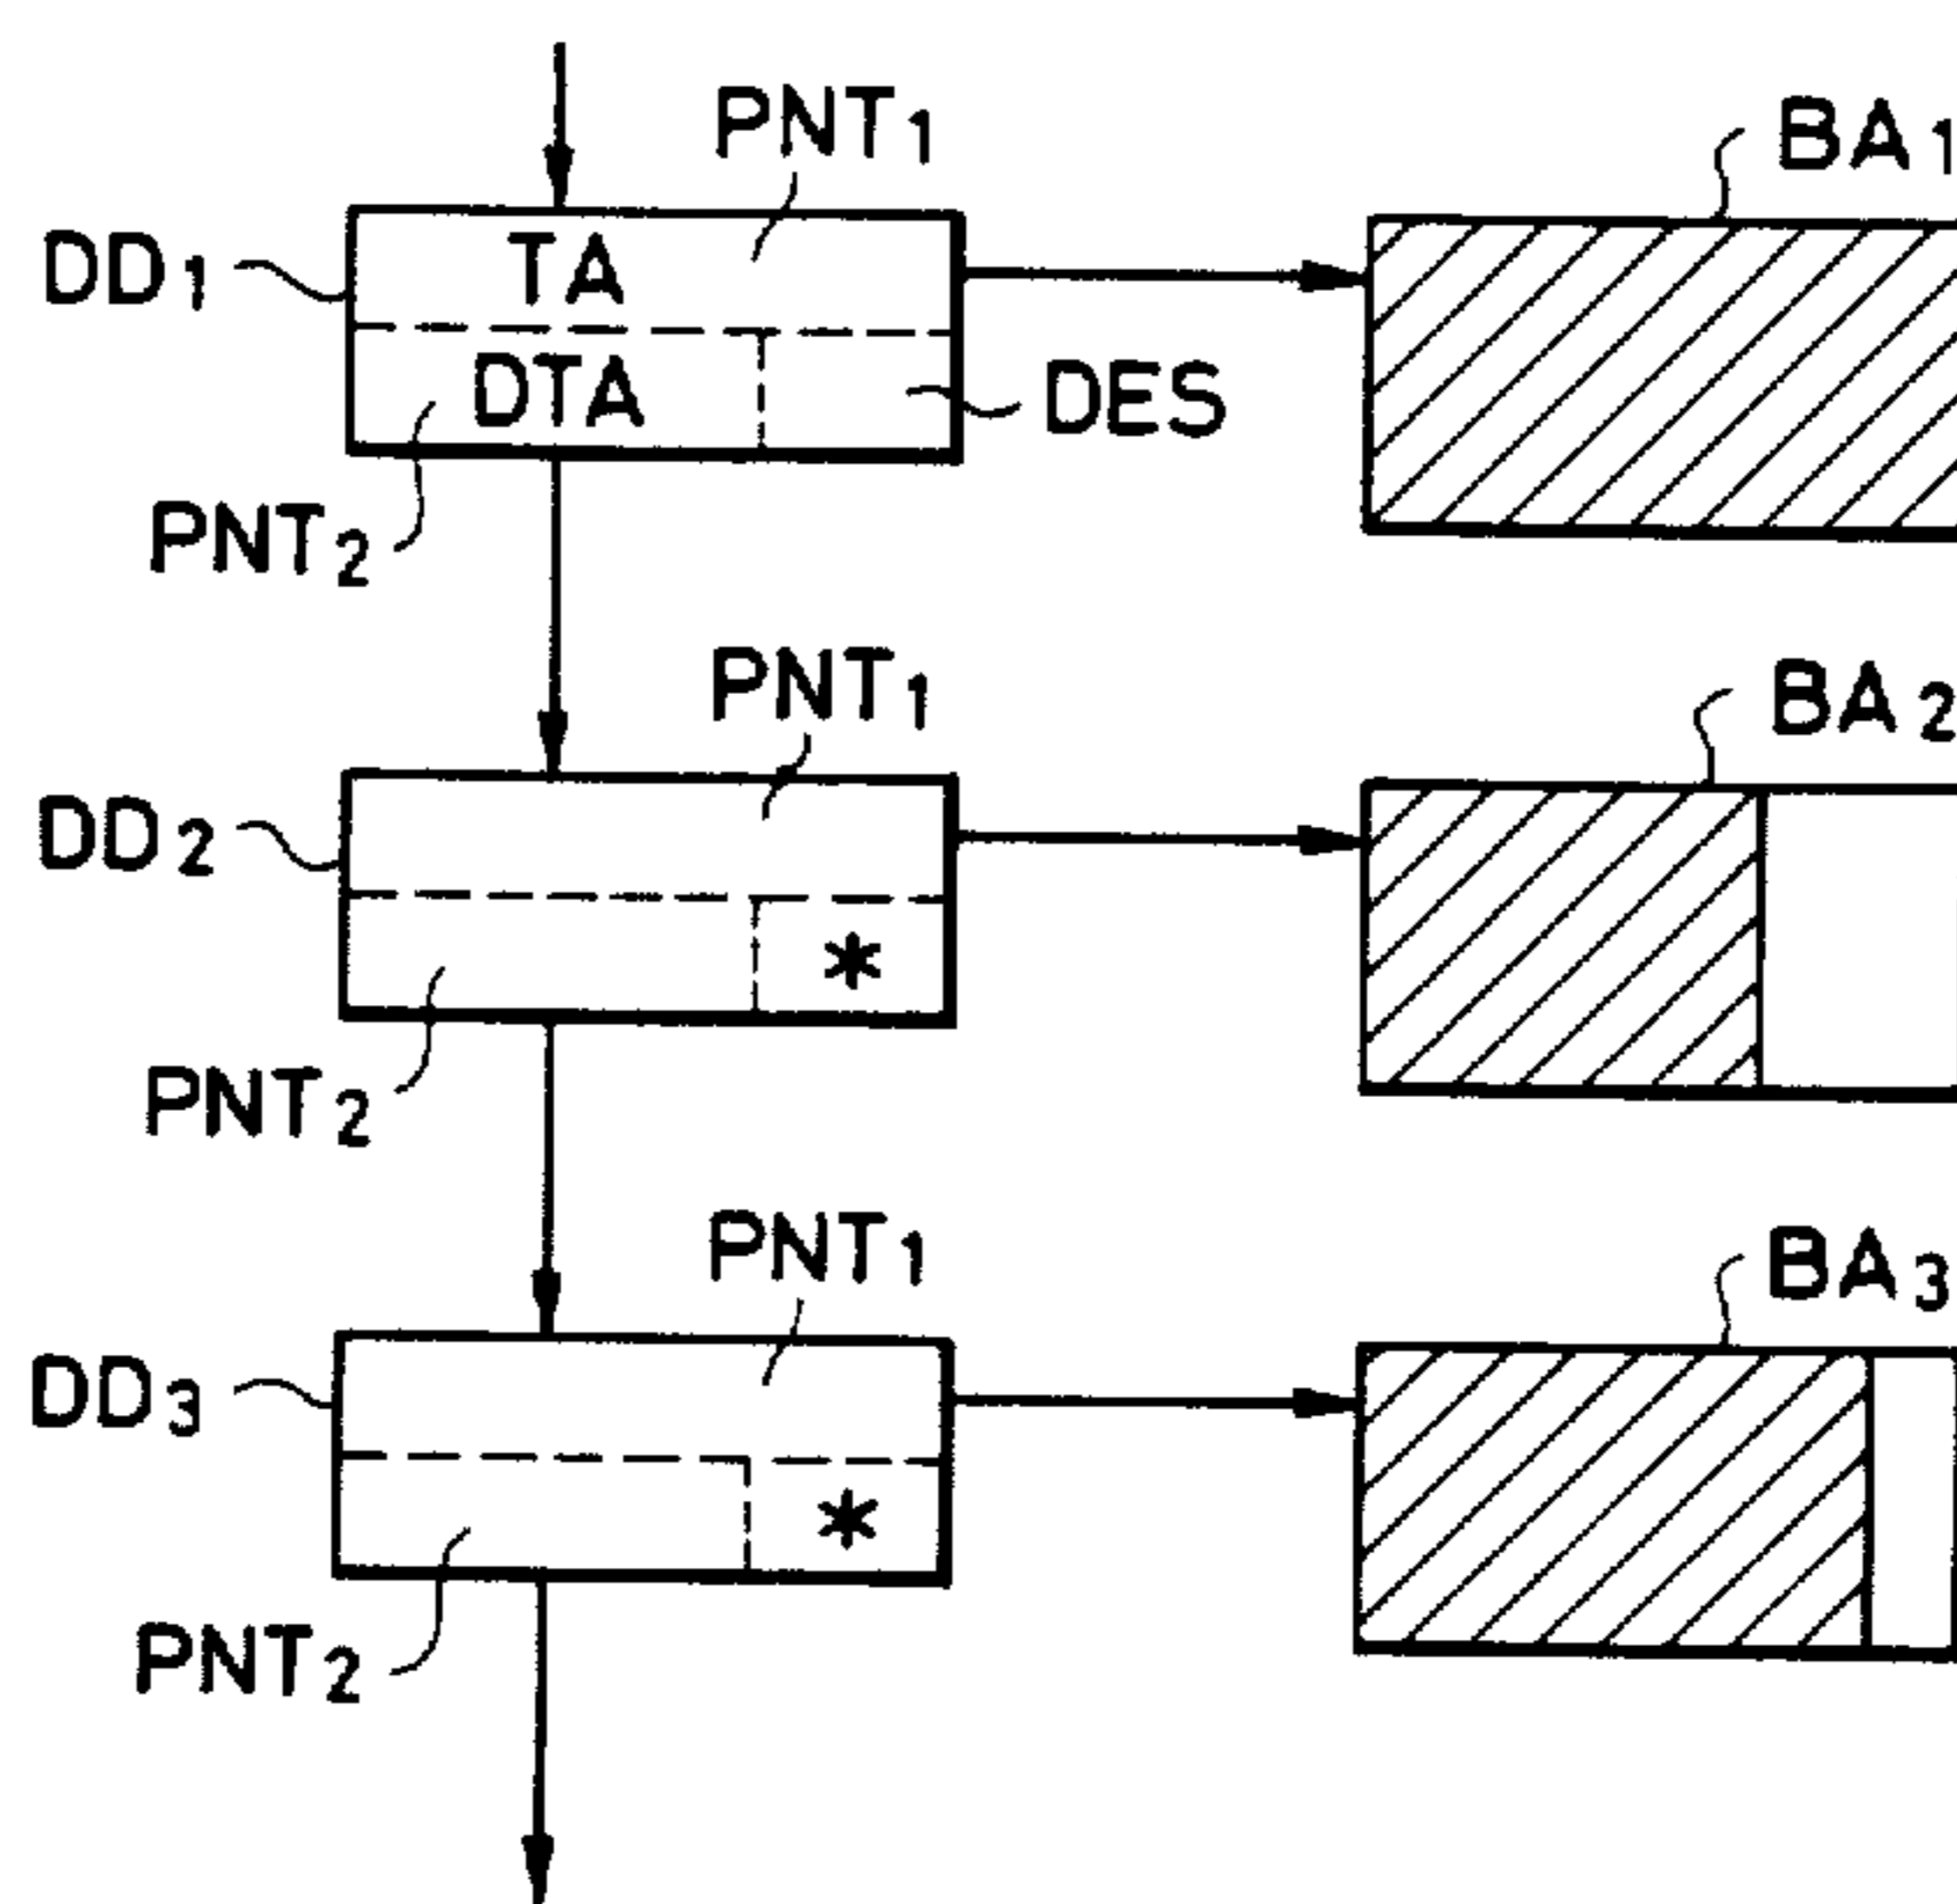 PNT1
BA1
DD1
TA
DTA
DES
PNT2
PNT1
BA2
DD2
*
PNT2
PNT1
BA3
DD3
*
PNT2